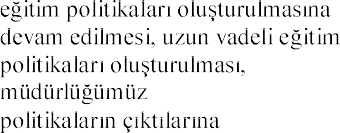 eğitim politikaları oluşturulmasına
devam edilmesi, uzun vadeli eğitim
politikaları oluşturulması,
müdürlüğümüz
politikaların çıktılarına